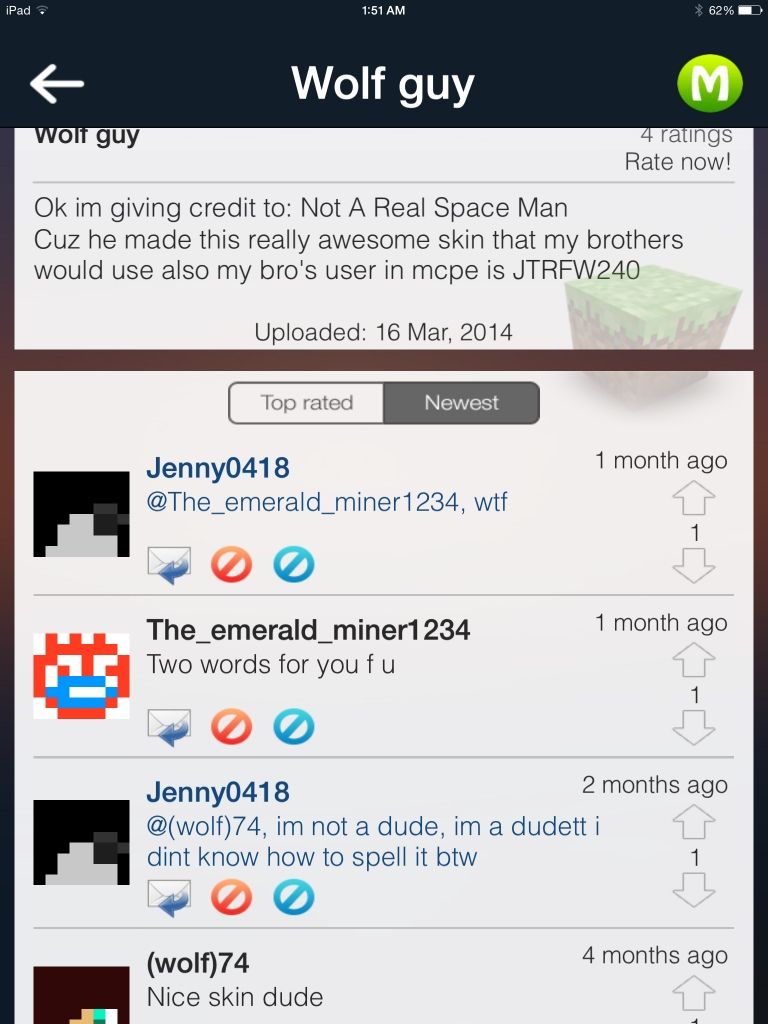 iPad 1:51 AM 62%
Wolf guy M
Wolf guy 4 ratings
Rate now!
Ok im giving credit to: Not A Real Space Man
Cuz he made this really awesome skin that my brothers
would use also my bro's user in mcpe is JTRFW240
Uploaded: 16 Mar, 2014
Top rated Newest
Jenny0418 1 month ago
@The_emerald_miner1234, wtf
1
The_emerald_miner1234 1 month ago
Two words for you f u
1
Jenny0418 2 months ago
@(wolf)74, im not a dude, im a dudett i
dint know how to spell it btw
1
(wolf)74 4 months ago
Nice skin dude